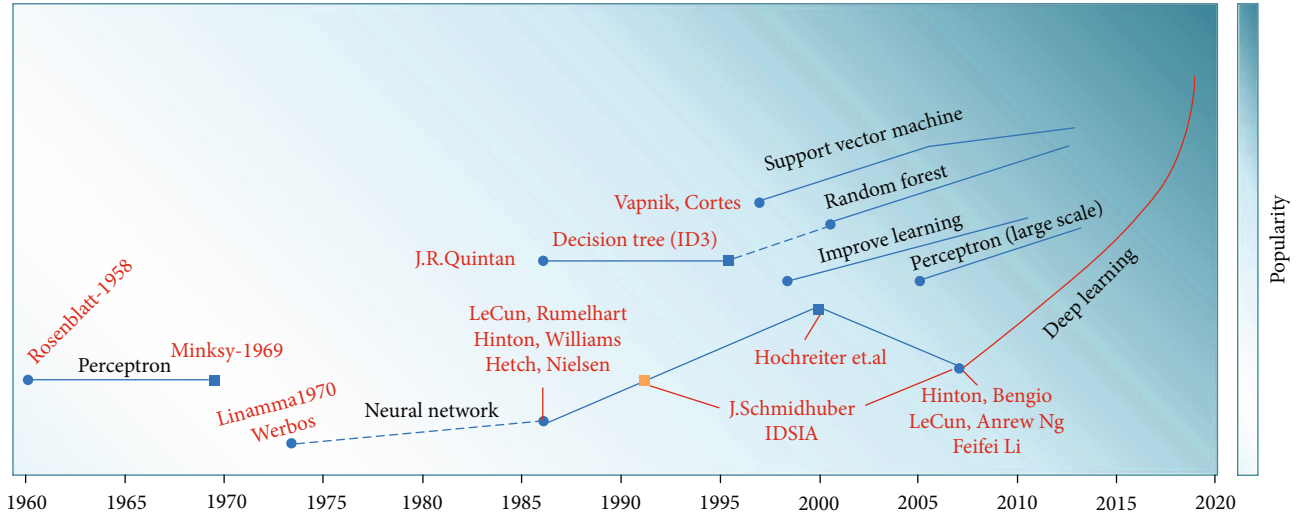 Support vector machine
Vapnik, Cortes
Random forest
Decision tree (ID3)
J.R.Quintan
Improve learning
Perceptron (large scale)
Deep learning
Rosenblatt-1958
Perceptron
Minksy-1969
LeCun, Rumelhart
Hinton, Williams
Hetch, Nielsen
Hochreiter et.al
Linamma1970
Werbos
Neural network
J.Schmidhuber
IDSIA
Hinton, Bengio
LeCun, Anrew Ng
Feifei Li
Popularity
1960 1965 1970 1975 1980 1985 1990 1995 2000 2005 2010 2015 2020